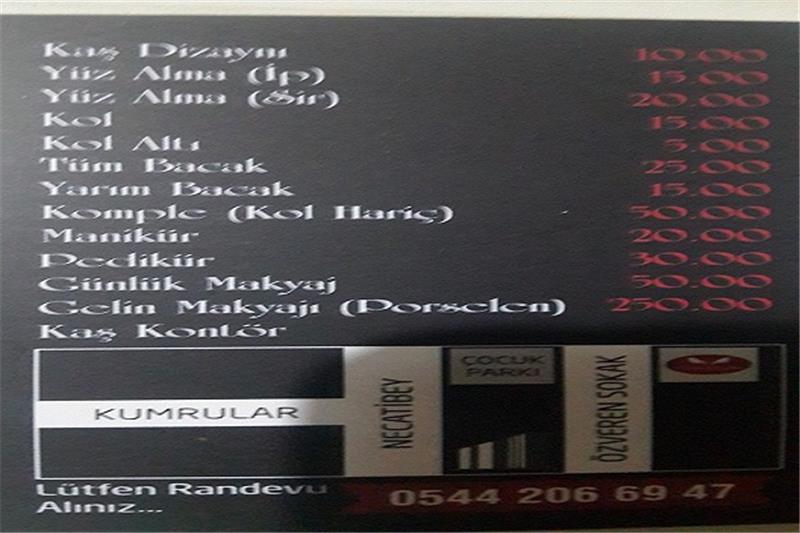 Kaş Dizaynı 10.00
Yüz Alma (İp) 15.00
Yüz Alma (Sir) 20.00
Kol 15.00
Kol Altı 5.00
Tüm Bacak 25.00
Yarım Bacak 15.00
Komple (Kol Hariç) 50.00
Manikür 20.00
Pedikür 30.00
Günlük Makyaj 50.00
Gelin Makyajı (Porselen) 250.00
Kaş Kontör
KUMRULAR
NECATİBEY
ÇOCUK
PARKI
ÖZVEREN SOKAK
Lütfen Randevu
Alınız...
0544 206 69 47